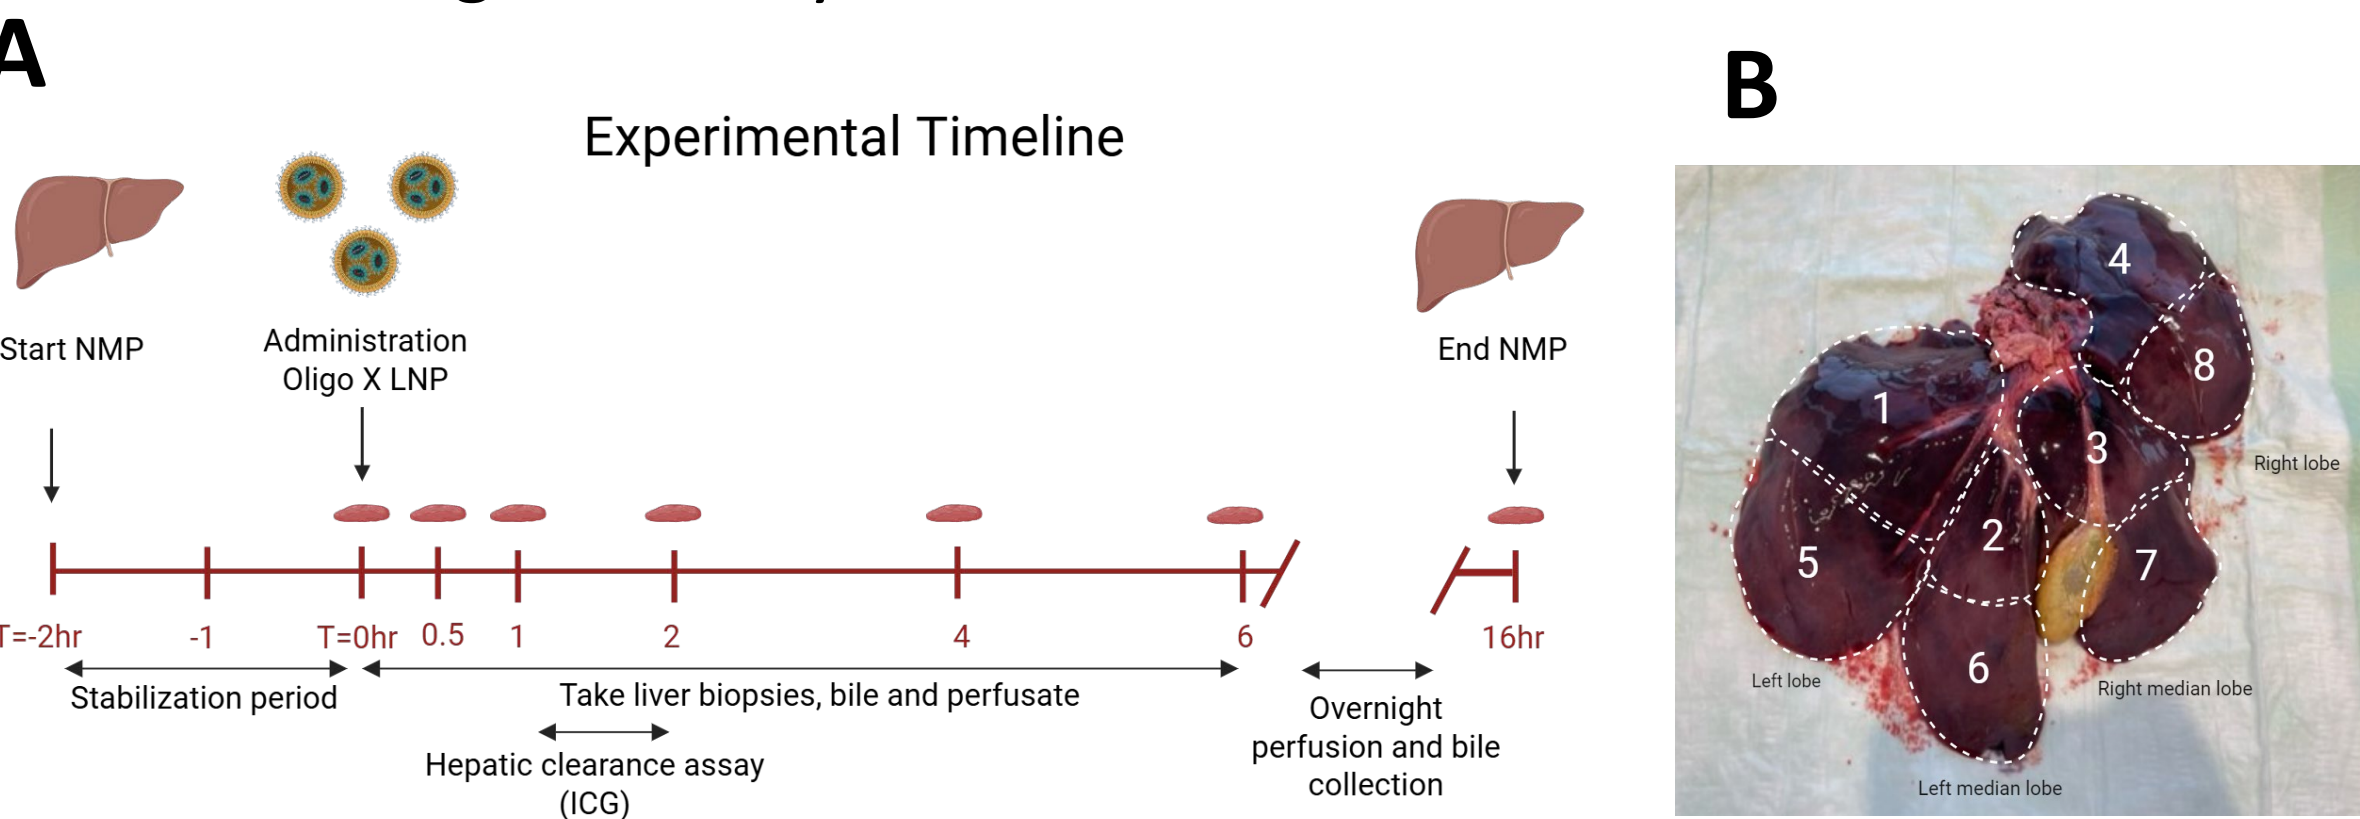 A
B
Experimental Timeline
Start NMP
Administration
Oligo X LNP
End NMP
T=-2hr
-1
T=0hr
0.5
1
2
4
6
16hr
Stabilization period
Take liver biopsies, bile and perfusate
Hepatic clearance assay
(ICG)
Overnight
perfusion and bile
collection
4
8
1
3
2
5
7
6
Right lobe
Left lobe
Right median lobe
Left median lobe